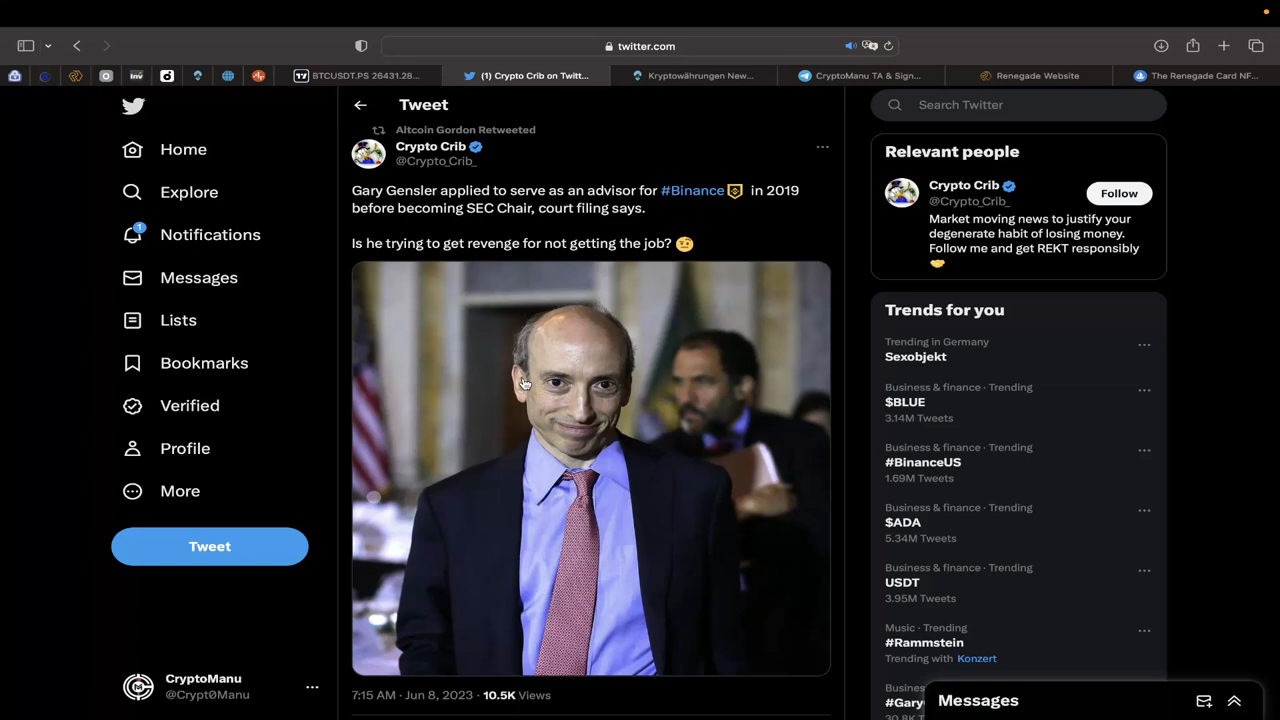 twitter.com
BTCUSDT.PS 26431.28...
(1) Crypto Crib on Twitt...
Kryptowährungen New...
CryptoManu TA & Sign...
Renegade Website
The Renegade Card NF...
Inv
Home
Explore
1
Notifications
Messages
Lists
Bookmarks
Verified
Profile
More
Tweet
CryptoManu
@Crypt0Manu
Tweet
Altcoin Gordon Retweeted
Crypto Crib
@Crypto_Crib_
Gary Gensler applied to serve as an advisor for #Binance in 2019
before becoming SEC Chair, court filing says.
Is he trying to get revenge for not getting the job?
7:15 AM · Jun 8, 2023 · 10.5K Views
Search Twitter
Relevant people
Crypto Crib
@Crypto_Crib_
Follow
Market moving news to justify your
degenerate habit of losing money.
Follow me and get REKT responsibly
Trends for you
Trending in Germany
Sexobjekt
Business & finance · Trending
$BLUE
3.14M Tweets
Business & finance · Trending
#BinanceUS
1.69M Tweets
Business & finance · Trending
$ADA
5.34M Tweets
Business & finance · Trending
USDT
3.95M Tweets
Music · Trending
#Rammstein
Trending with Konzert
Messages